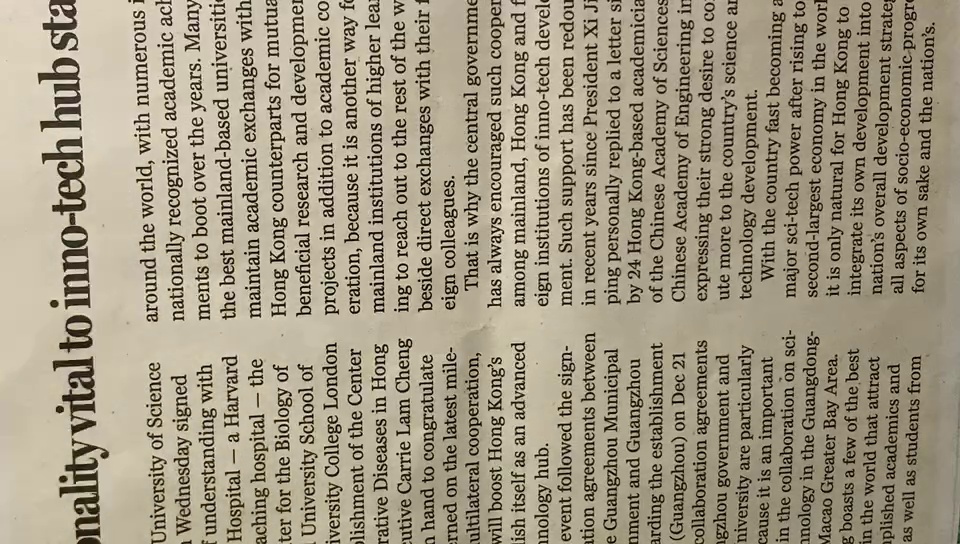 nality vital to inno-tech hub sta
University of Science
Wednesday signed
understanding with
Hospital – a Harvard
aching hospital – the
ter for the Biology of
University School of
iversity College London
blishment of the Center
rative Diseases in Hong
utive Carrie Lam Cheng
hand to congratulate
rned on the latest mile-
ultilateral cooperation,
will boost Hong Kong's
lish itself as an advanced
nnology hub.
event followed the sign-
tion agreements between
e Guangzhou Municipal
nment and Guangzhou
arding the establishment
(Guangzhou) on Dec 21
collaboration agreements
ngzhou government and
niversity are particularly
cause it is an important
in the collaboration on sci-
nology in the Guangdong-
Macao Greater Bay Area.
g boasts a few of the best
in the world that attract
plished academics and
as well as students from
around the world, with numerous i
nationally recognized academic ach
ments to boot over the years. Many
the best mainland-based universitie
maintain academic exchanges with
Hong Kong counterparts for mutua
beneficial research and developmen
projects in addition to academic co
eration, because it is another way fo
mainland institutions of higher lear
ing to reach out to the rest of the w
beside direct exchanges with their f
eign colleagues.
That is why the central governme
has always encouraged such cooper
among mainland, Hong Kong and f
eign institutions of inno-tech develo
ment. Such support has been redou
in recent years since President Xi Ji
ping personally replied to a letter si
by 24 Hong Kong-based academicia
of the Chinese Academy of Sciences
Chinese Academy of Engineering in
expressing their strong desire to co
ute more to the country's science an
technology development.
With the country fast becoming a
major sci-tech power after rising to
second-largest economy in the worl
it is only natural for Hong Kong to
integrate its own development into
nation's overall development strateg
all aspects of socio-economic-progre
for its own sake and the nation's.